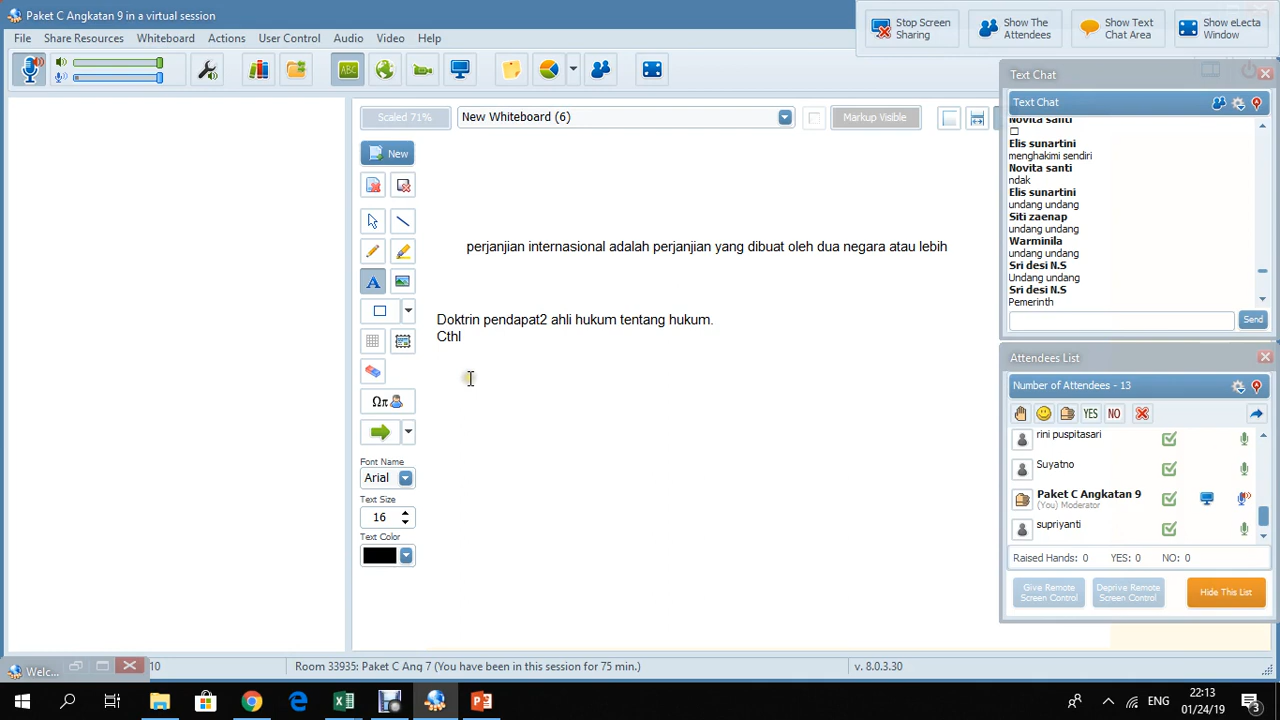 Paket C Angkatan 9 in a virtual session
Stop Screen Sharing
Show The Attendees
Show Text Chat Area
Show eLecta Window
File Share Resources Whiteboard Actions User Control Audio Video Help
Text Chat
Scaled 71%
New Whiteboard (6)
Markup Visible
Text Chat
Novita santi
Elis sunartini
menghakimi sendiri
Novita santi
ndak
Elis sunartini
undang undang
Siti zaenap
undang undang
Warminila
undang undang
Sri desi N.S
Undang undang
Sri desi N.S
Pemerinth
Send
New
ABC
A
Ωπ
Font Name
Arial
Text Size
16
Text Color
perjanjian internasional adalah perjanjian yang dibuat oleh dua negara atau lebih
Doktrin pendapat2 ahli hukum tentang hukum.
Cthl
Attendees List
Number of Attendees - 13
YES NO
rini puspitasari
Suyatno
Paket C Angkatan 9
(You) Moderator
supriyanti
Raised Hands: 0 YES: 0 NO: 0
Give Remote Screen Control
Deprive Remote Screen Control
Hide This List
Welc...
10
Room 33935: Paket C Ang 7 (You have been in this session for 75 min.)
v. 8.0.3.30
ENG
22:13
01/24/19
3